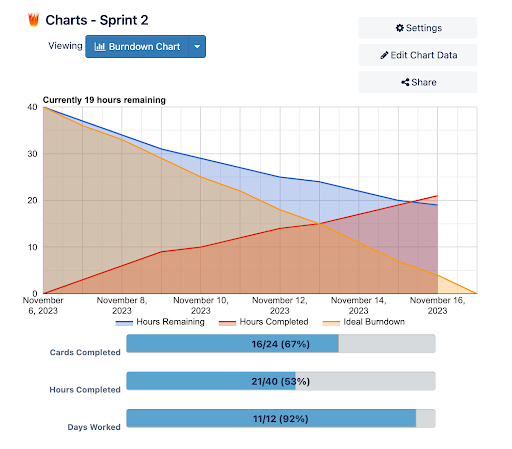 Charts - Sprint 2
Settings
Viewing
Burndown Chart
Edit Chart Data
Share
Currently 19 hours remaining
40
30
20
10
0
November 6, 2023
November 8, 2023
November 10, 2023
November 12, 2023
November 14, 2023
November 16, 2023
Hours Remaining
Hours Completed
Ideal Burndown
Cards Completed
16/24 (67%)
Hours Completed
21/40 (53%)
Days Worked
11/12 (92%)